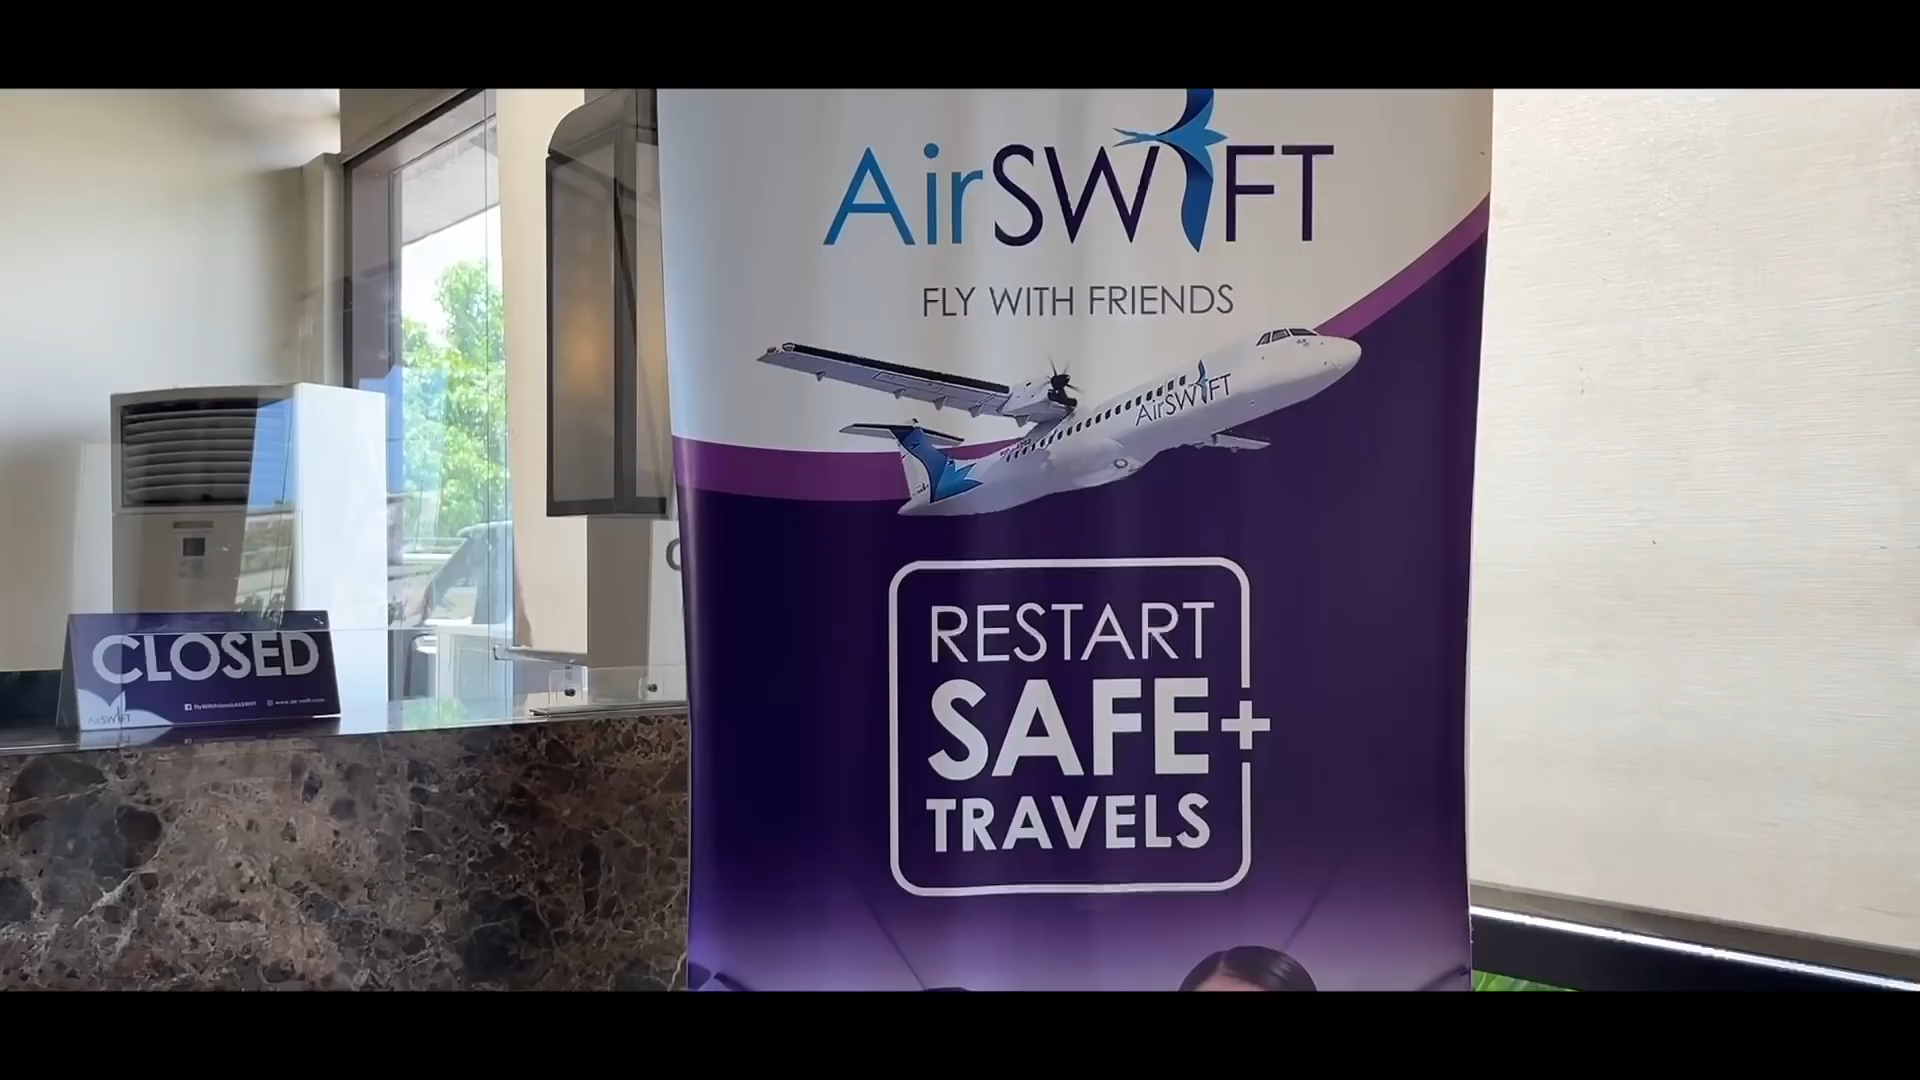 AirSWIFT
FLY WITH FRIENDS
AirSWIFT
RESTART
SAFE+
TRAVELS
CLOSED
AirSWIFT